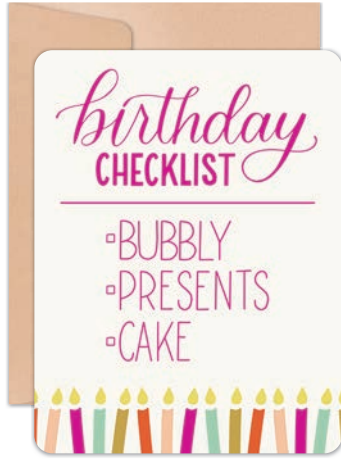 birthday
CHECKLIST
▫BUBBLY
▫PRESENTS
▫CAKE